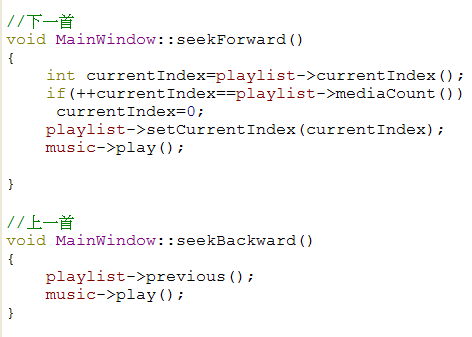 //下一首
void MainWindow::seekForward()
{
    int currentIndex=playlist->currentIndex();
    if(++currentIndex==playlist->mediaCount())
     currentIndex=0;
    playlist->setCurrentIndex(currentIndex);
    music->play();

}

//上一首
void MainWindow::seekBackward()
{
    playlist->previous();
    music->play();
}